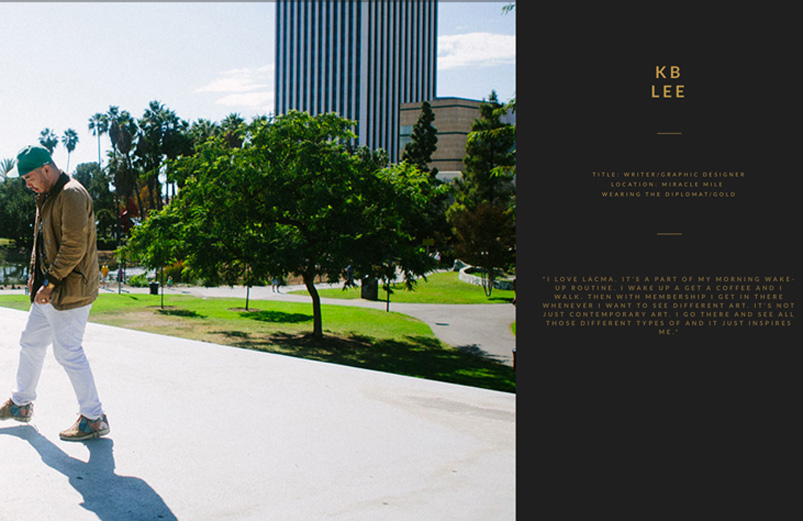 KB
LEE
TITLE: WRITER/GRAPHIC DESIGNER
LOCATION: MIRACLE MILE
WEARING THE DIPLOMAT/GOLD
"I LOVE LACMA. IT'S A PART OF MY MORNING WAKE-
UP ROUTINE. I WAKE UP A GET A COFFEE AND I
WALK. THEN WITH MEMBERSHIP I GET IN THERE
WHENEVER I WANT TO SEE DIFFERENT ART. IT'S NOT
JUST CONTEMPORARY ART. I GO THERE AND SEE ALL
THOSE DIFFERENT TYPES OF AND IT JUST INSPIRES
ME."